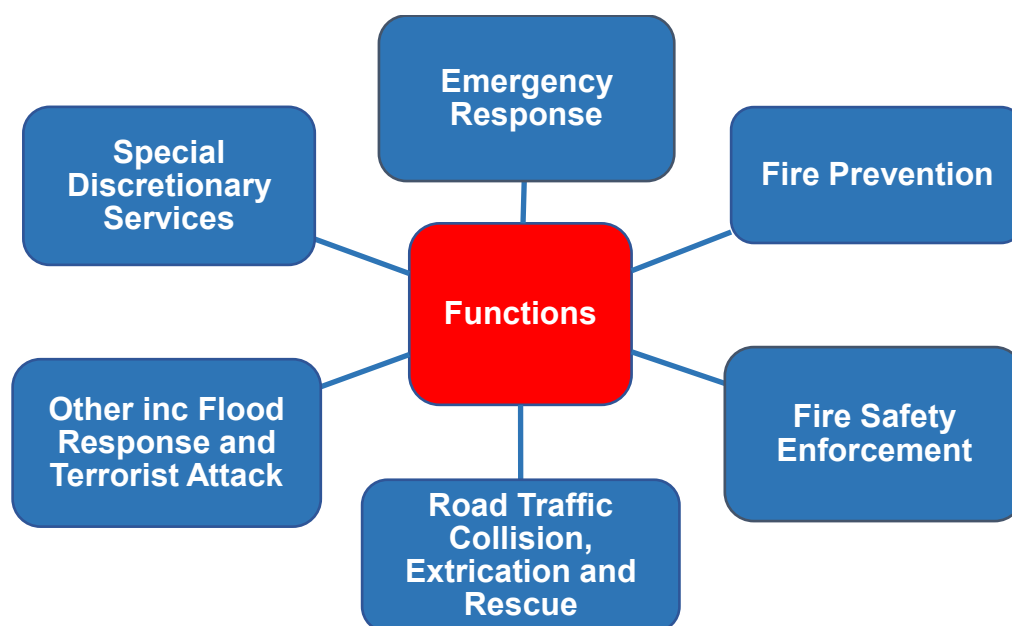 Emergency
Response
Special
Discretionary
Services
Fire Prevention
Functions
Other inc Flood
Response and
Terrorist Attack
Fire Safety
Enforcement
Road Traffic
Collision,
Extrication and
Rescue